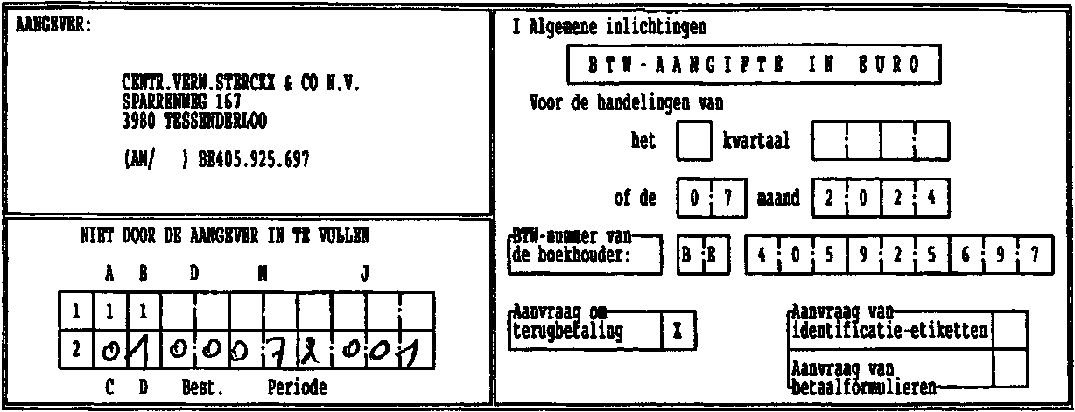 AANGEVER:
CENTR.VERW.STERCKX & CO N.V.
SPARRENWEG 167
3980 TESSENDERLOO
(AN/ ) BE405.925.697
NIET DOOR DE AANGEVER IN TE VULLEN
A B D N J
1 1 1
2 0 1 0 0 0 7 2 0 0 1
C D Best. Periode
I Algemene inlichtingen
BTW-AANGIFTE IN EURO
Voor de handelingen van
het kwartaal
of de 0 7 maand 2 0 2 4
BTW-nummer van
de boekhouder: B E 4 0 5 9 2 5 6 9 7
Aanvraag om
terugbetaling X
Aanvraag van
identificatie-etiketten
Aanvraag van
betaalformulieren